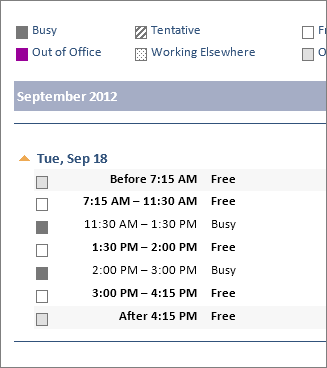 Busy Tentative
Out of Office Working Elsewhere
September 2012
Tue, Sep 18
Before 7:15 AM Free
7:15 AM – 11:30 AM Free
11:30 AM – 1:30 PM Busy
1:30 PM – 2:00 PM Free
2:00 PM – 3:00 PM Busy
3:00 PM – 4:15 PM Free
After 4:15 PM Free